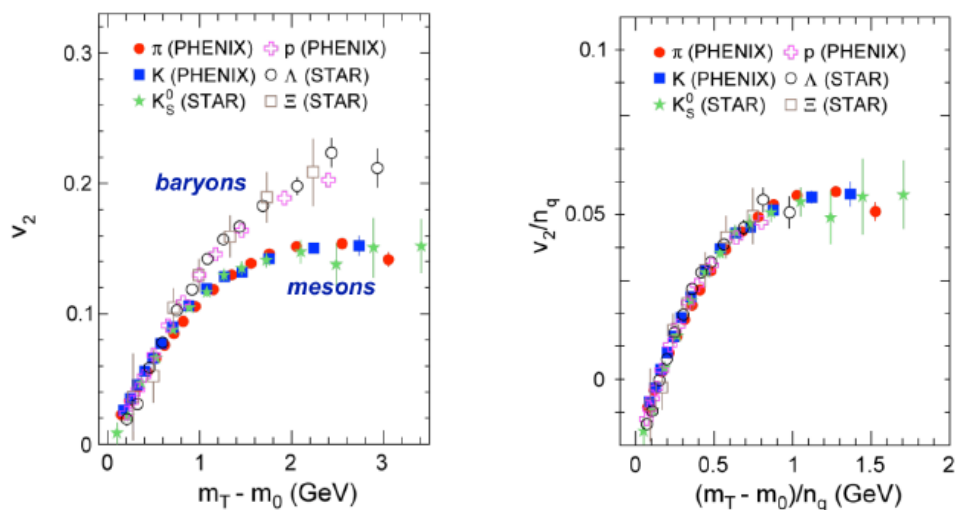 0.3
0.2
0.1
0
v₂
π (PHENIX) p (PHENIX)
K (PHENIX) Λ (STAR)
K⁰S (STAR) Ξ (STAR)
baryons
mesons
0 1 2 3
mT - m0 (GeV)
0.1
0.05
0
v₂/nq
π (PHENIX) p (PHENIX)
K (PHENIX) Λ (STAR)
K⁰S (STAR) Ξ (STAR)
0 0.5 1 1.5 2
(mT - m0)/nq (GeV)